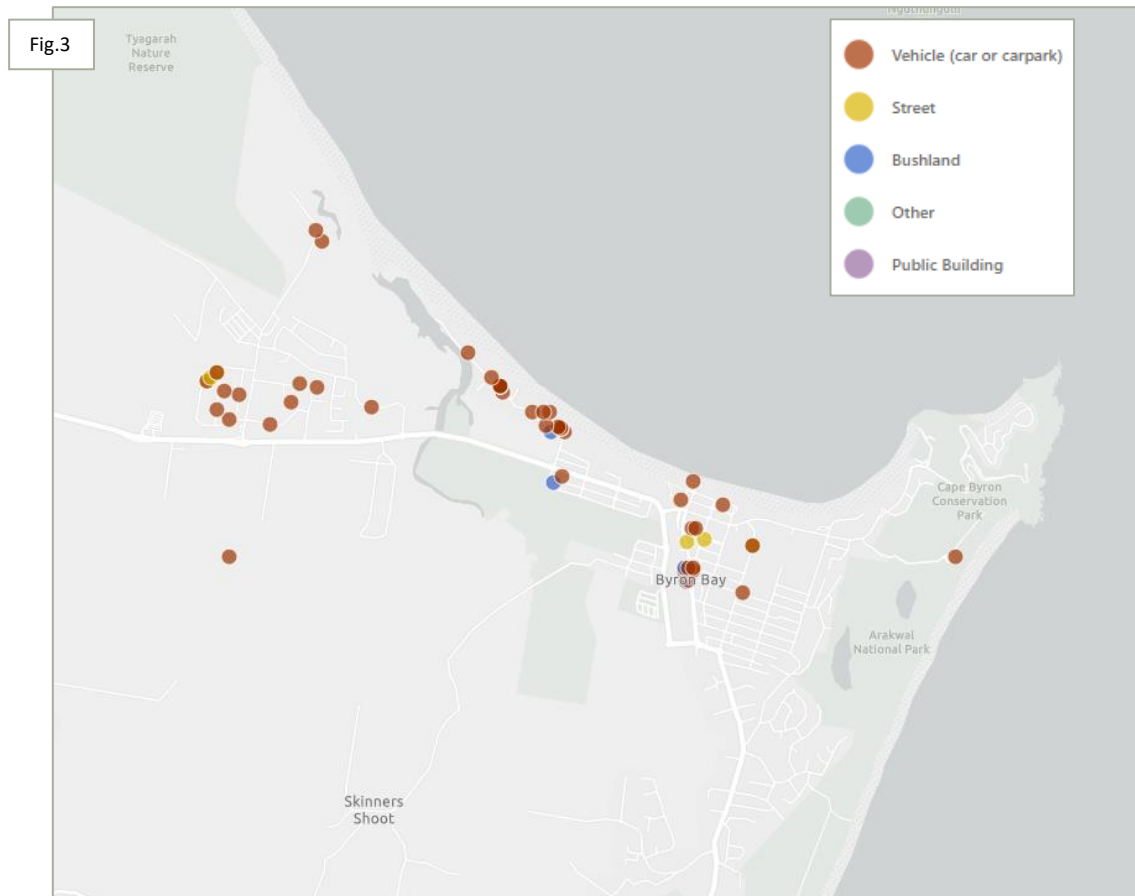 Fig.3
Tyagarah
Nature
Reserve
Vehicle (car or carpark)
Street
Bushland
Other
Public Building
Cape Byron
Conservation
Park
Byron Bay
Arakwal
National Park
Skinners
Shoot